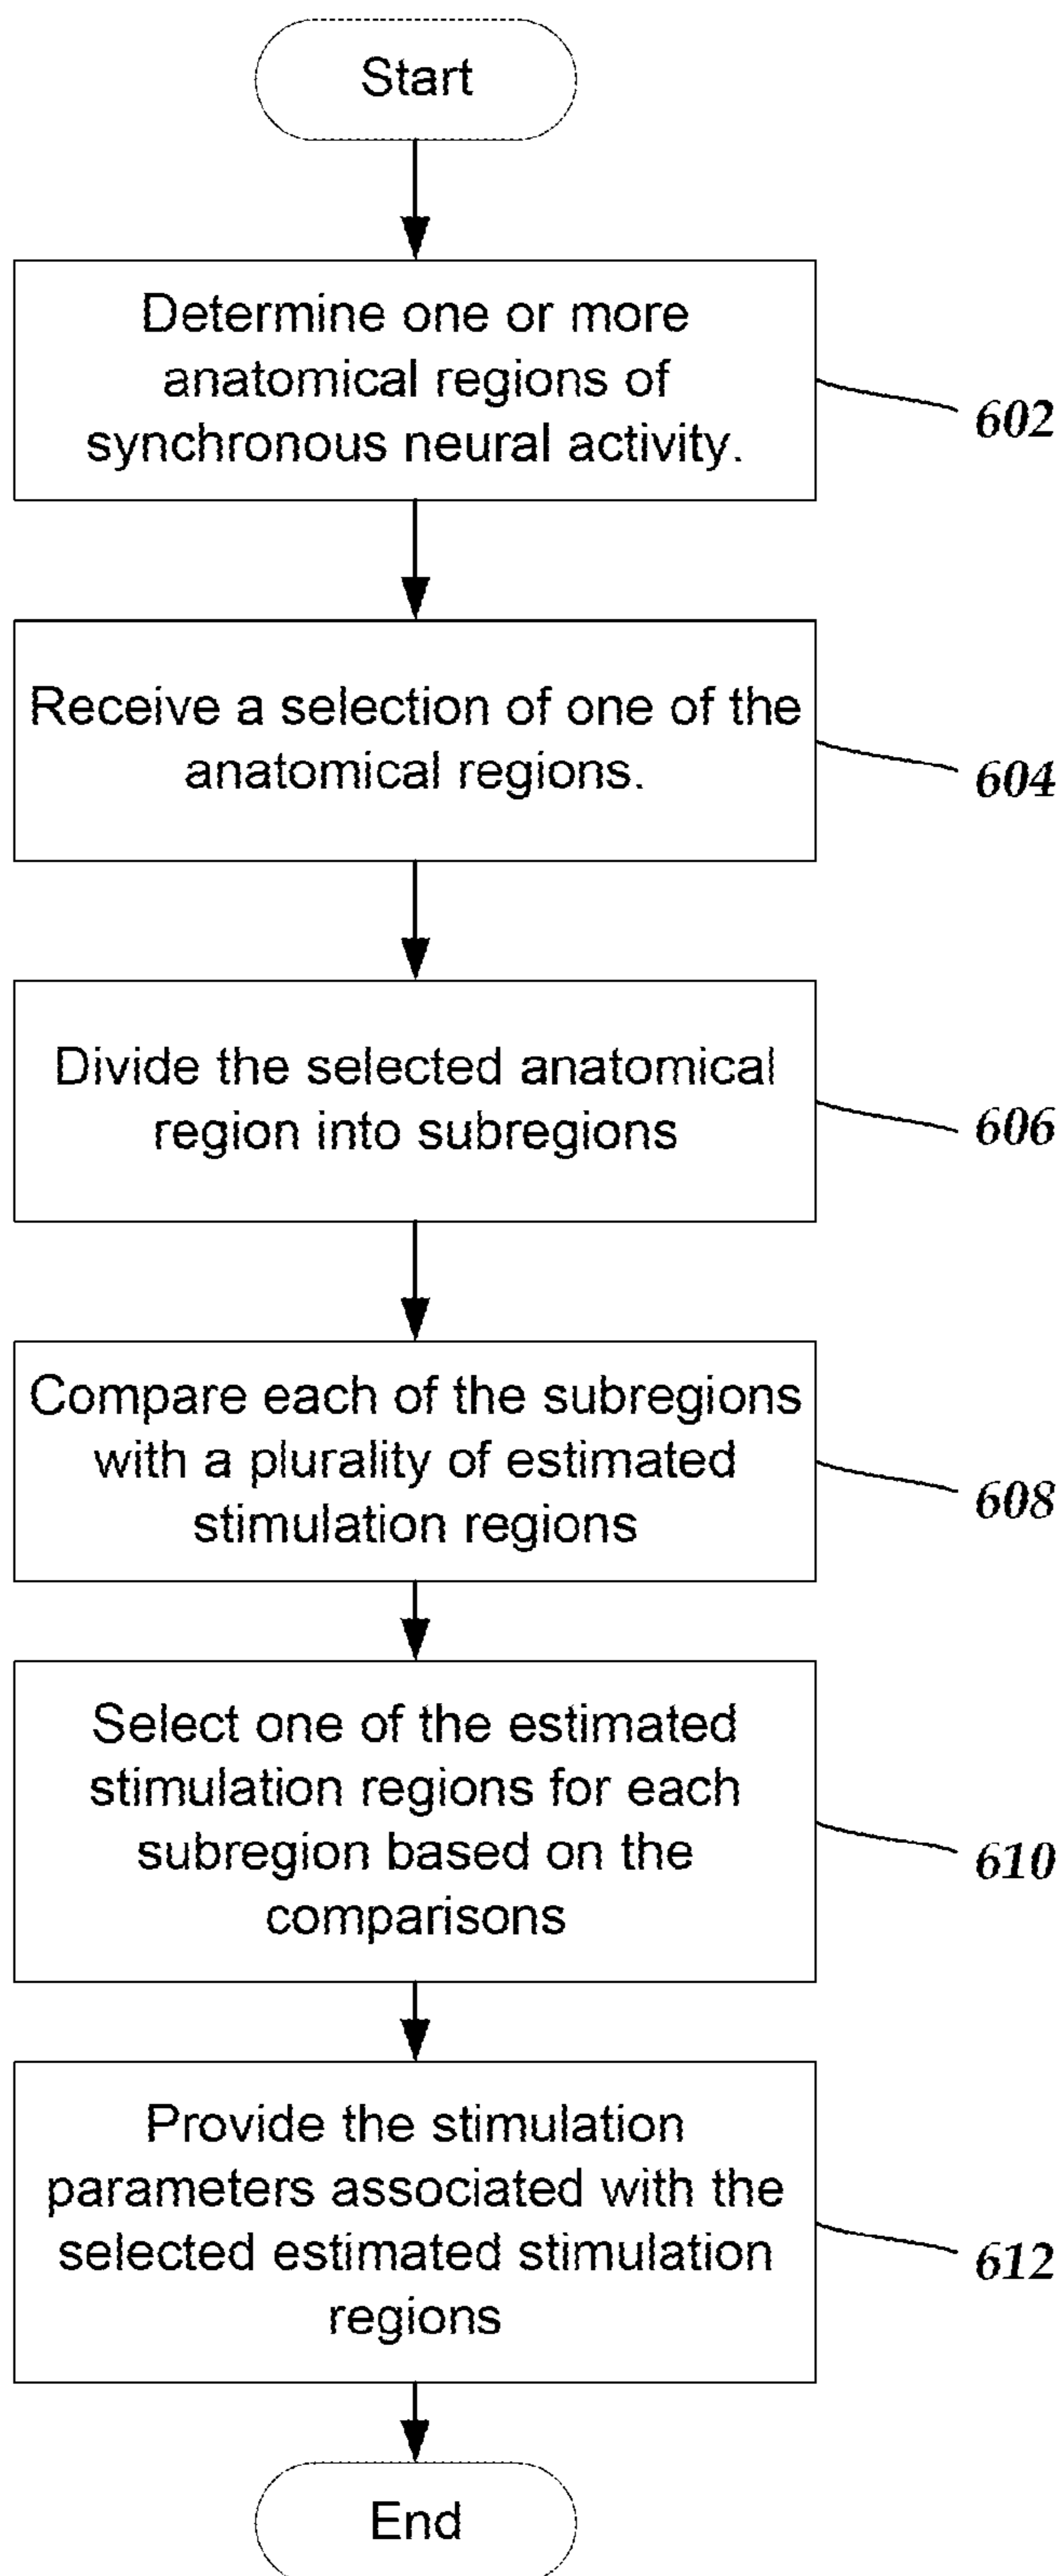 Start
Determine one or more
anatomical regions of
synchronous neural activity.
602
Receive a selection of one of the
anatomical regions.
604
Divide the selected anatomical
region into subregions
606
Compare each of the subregions
with a plurality of estimated
stimulation regions
608
Select one of the estimated
stimulation regions for each
subregion based on the
comparisons
610
Provide the stimulation
parameters associated with the
selected estimated stimulation
regions
612
End